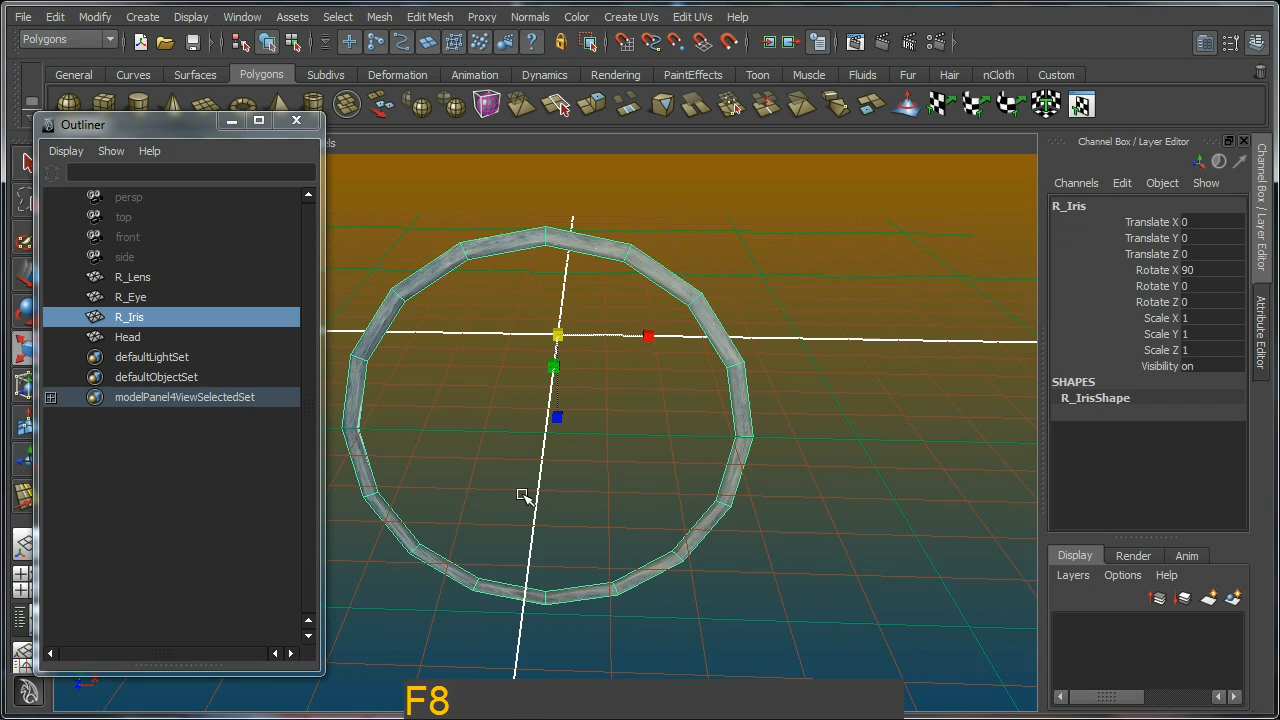 File Edit Modify Create Display Window Assets Select Mesh Edit Mesh Proxy Normals Color Create UVs Edit UVs Help
Polygons
General Curves Surfaces Polygons Subdivs Deformation Animation Dynamics Rendering PaintEffects Toon Muscle Fluids Fur Hair nCloth Custom
Outliner
Display Show Help
persp
top
front
side
R_Lens
R_Eye
R_Iris
Head
defaultLightSet
defaultObjectSet
modelPanel4ViewSelectedSet
Channel Box / Layer Editor
Channels Edit Object Show
R_Iris
Translate X 0
Translate Y 0
Translate Z 0
Rotate X 90
Rotate Y 0
Rotate Z 0
Scale X 1
Scale Y 1
Scale Z 1
Visibility on
SHAPES
R_IrisShape
Display Render Anim
Layers Options Help
Channel Box / Layer Editor
Attribute Editor
F8